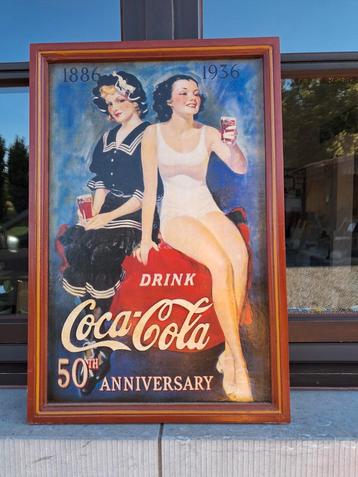 1886 1936
DRINK
Coca-Cola
50TH ANNIVERSARY